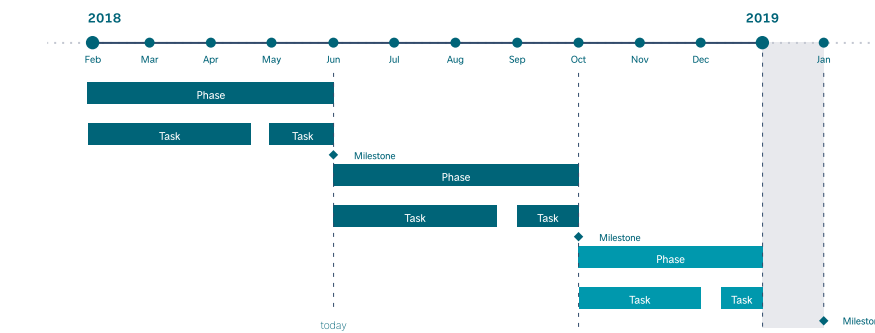 2018 2019
Feb Mar Apr May Jun Jul Aug Sep Oct Nov Dec Jan
Phase
Task Task
Milestone
Phase
Task Task
Milestone
Phase
Task Task
Milesto
today